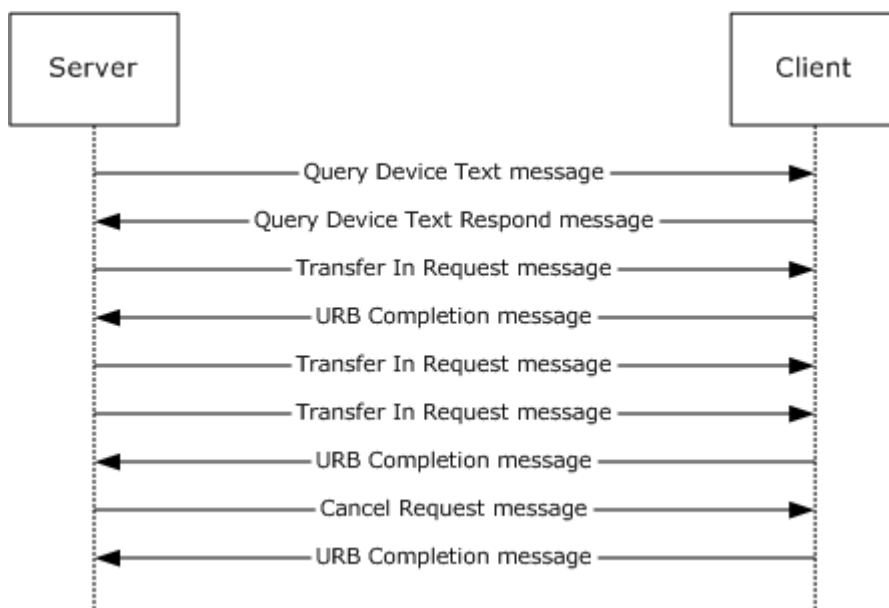 Server
Client
Query Device Text message
Query Device Text Respond message
Transfer In Request message
URB Completion message
Transfer In Request message
Transfer In Request message
URB Completion message
Cancel Request message
URB Completion message